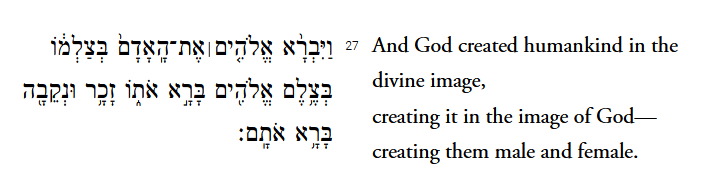 וַיִּבְרָ֨א אֱלֹהִ֤ים ׀ אֶת־הָֽאָדָם֙ בְּצַלְמ֔וֹ
בְּצֶ֥לֶם אֱלֹהִ֖ים בָּרָ֣א אֹת֑וֹ זָכָ֥ר וּנְקֵבָ֖ה
בָּרָ֥א אֹתָֽם׃
27 And God created humankind in the
divine image,
creating it in the image of God—
creating them male and female.